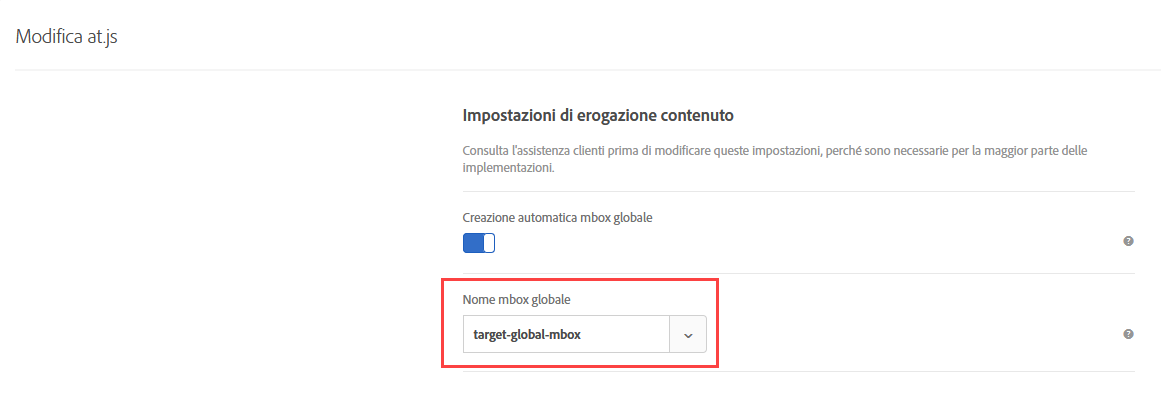 Modifica at.js
Impostazioni di erogazione contenuto
Consulta l'assistenza clienti prima di modificare queste impostazioni, perché sono necessarie per la maggior parte delle
implementazioni.
Creazione automatica mbox globale
?
Nome mbox globale
target-global-mbox
?